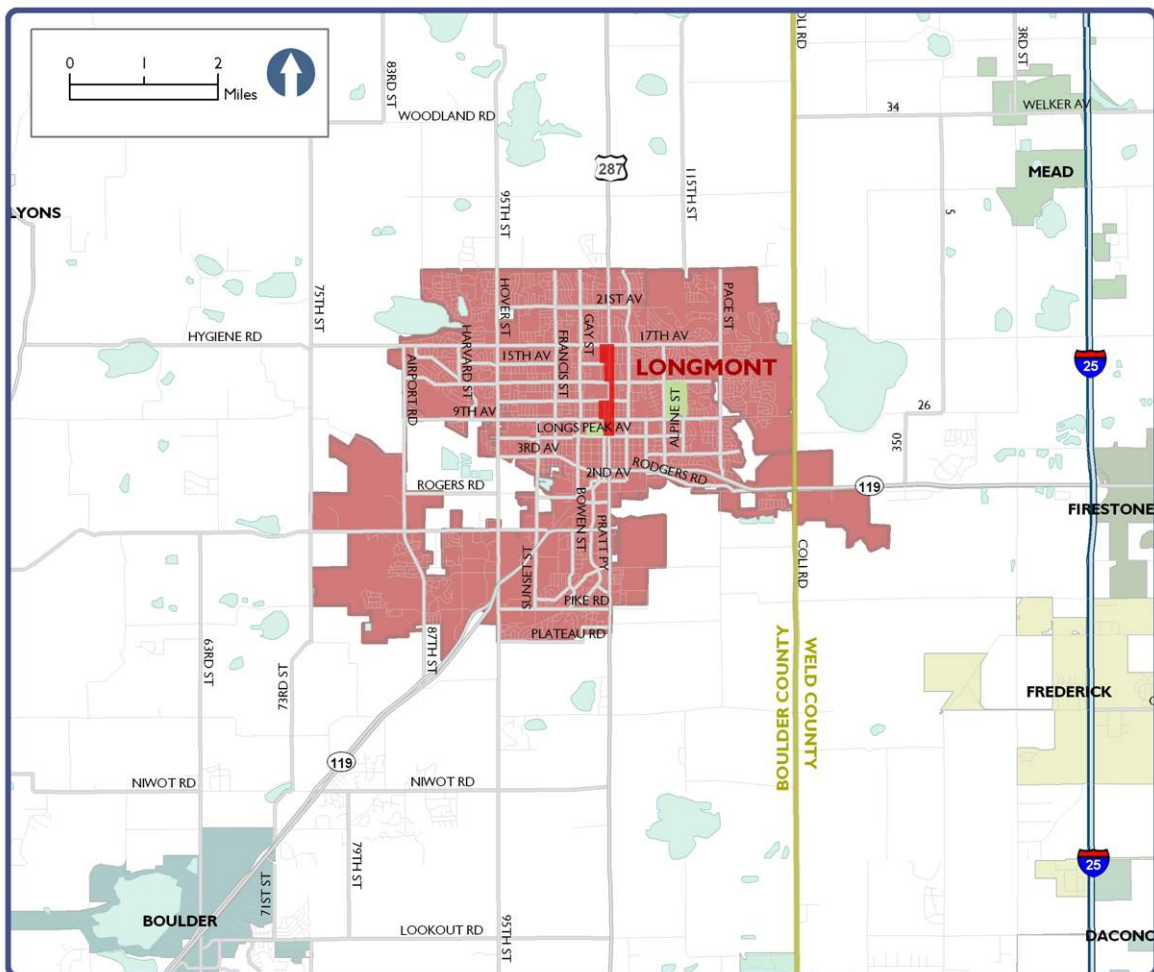 0 1 2
Miles
COLI RD
3RD ST
83RD ST
WOODLAND RD
34
WELKER AV
287
115TH ST
MEAD
95TH ST
5
LYONS
75TH ST
HOVER ST
21ST AV
PACE ST
HYGIENE RD
HARVARD ST
FRANCIS ST
GAY ST
17TH AV
15TH AV
LONGMONT
25
AIRPORT RD
9TH AV
ALPINE ST
26
LONGS PEAK AV
3RD AV
3.05
2ND AV
RODGERS RD
ROGERS RD
119
FIRESTONE
BOWEN ST
PRATT PY
SUNSET ST
COLI RD
PIKE RD
87TH ST
PLATEAU RD
63RD ST
73RD ST
BOULDER COUNTY
WELD COUNTY
FREDERICK
119
NIWOT RD
NIWOT RD
79TH ST
25
71ST ST
BOULDER
LOOKOUT RD
95TH ST
DACONO